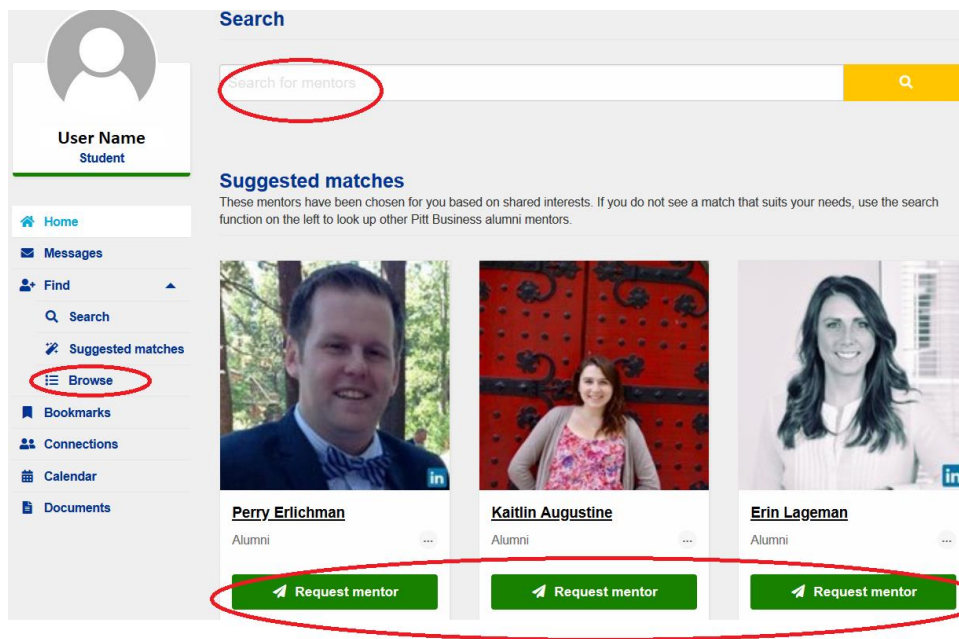 Search
Search for mentors
User Name
Student
Suggested matches
These mentors have been chosen for you based on shared interests. If you do not see a match that suits your needs, use the search
function on the left to look up other Pitt Business alumni mentors.
Home
Messages
Find
Search
Suggested matches
Browse
Bookmarks
Connections
Calendar
Documents
in
in
Perry Erlichman
Kaitlin Augustine
Erin Lageman
Alumni ...
Alumni ...
Alumni ...
Request mentor
Request mentor
Request mentor